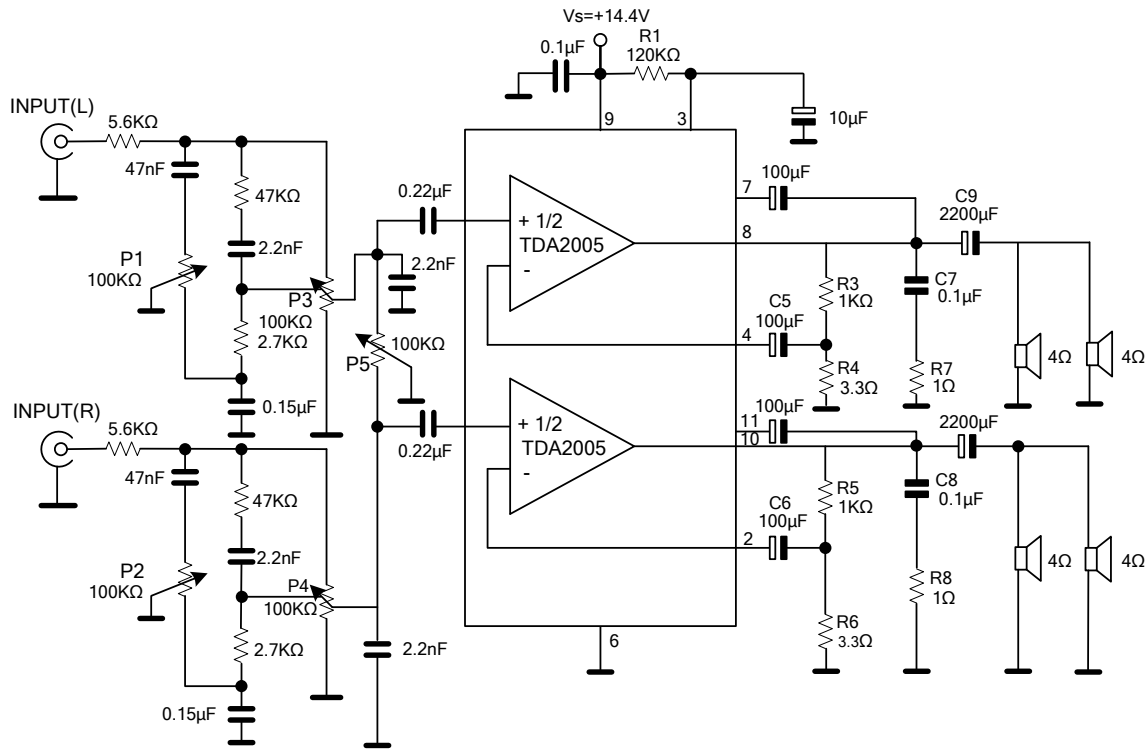 Vs=+14.4V
0.1µF
R1
120KΩ
10µF
9
3
INPUT(L)
5.6KΩ
47nF
47KΩ
2.2nF
P1
100KΩ
P3
100KΩ
2.7KΩ
0.15µF
0.22µF
2.2nF
100KΩ
P5
+ 1/2
TDA2005
-
7
100µF
8
C9
2200µF
R3
1KΩ
C7
0.1µF
C5
100µF
4
R4
3.3Ω
R7
1Ω
4Ω
4Ω
INPUT(R)
5.6KΩ
47nF
47KΩ
2.2nF
P2
100KΩ
P4
100KΩ
2.7KΩ
0.15µF
0.22µF
2.2nF
+ 1/2
TDA2005
-
11
100µF
10
2200µF
R5
1KΩ
C8
0.1µF
C6
100µF
2
R6
3.3Ω
R8
1Ω
4Ω
4Ω
6